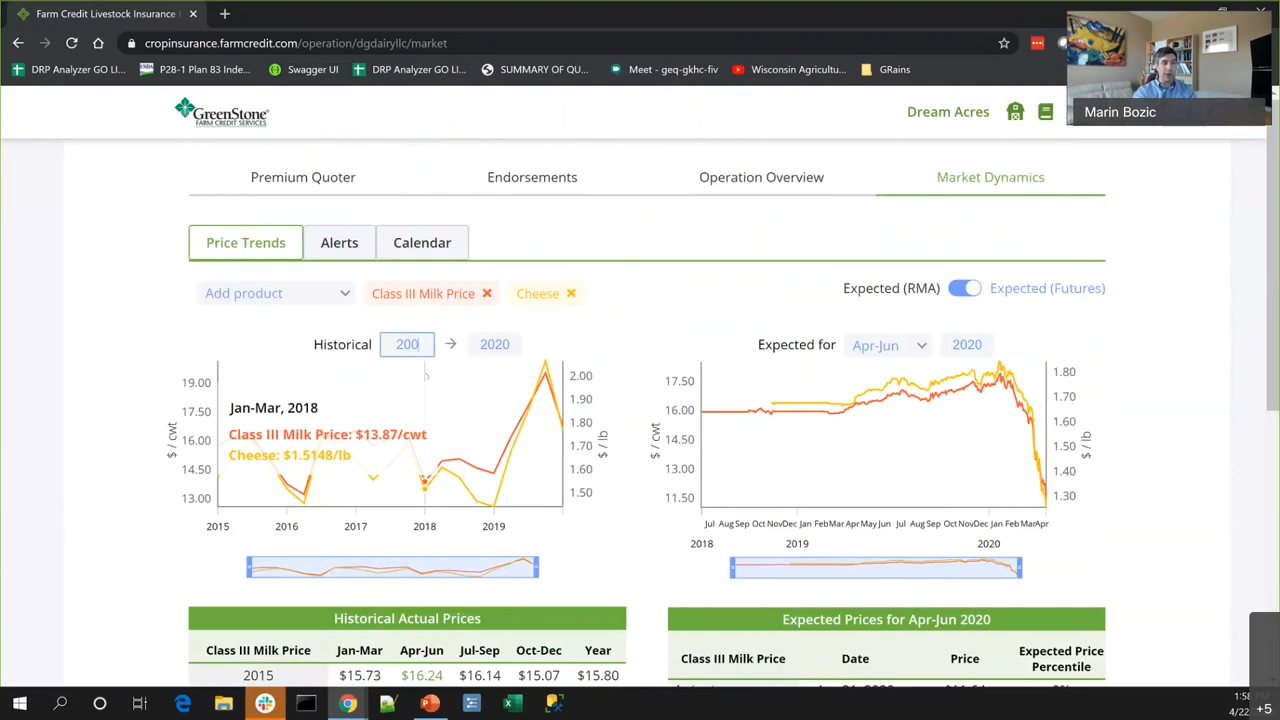 Farm Credit Livestock Insurance
cropinsurance.farmcredit.com/operation/dgdairyllc/market
DRP Analyzer GO LI... P28-1 Plan 83 Inde... Swagger UI DRP Analyzer GO LI... SUMMARY OF QU... Meet - geq-gkhc-fiv Wisconsin Agricultu... GRains
Marin Bozic
GreenStone
FARM CREDIT SERVICES
Dream Acres
Premium Quoter Endorsements Operation Overview Market Dynamics
Price Trends Alerts Calendar
Add product Class III Milk Price Cheese
Expected (RMA) Expected (Futures)
Historical 200 → 2020
Expected for Apr-Jun 2020
19.00
17.50
16.00
14.50
13.00
$ / cwt
Jan-Mar, 2018
Class III Milk Price: $13.87/cwt
Cheese: $1.5148/lb
2.00
1.90
1.80
1.70
1.60
1.50
$ / lb
2015 2016 2017 2018 2019
17.50
16.00
14.50
13.00
11.50
$ / cwt
1.80
1.70
1.60
1.50
1.40
1.30
$ / lb
Jul Aug Sep Oct Nov Dec Jan Feb Mar Apr May Jun Jul Aug Sep Oct Nov Dec Jan Feb Mar Apr
2018 2019 2020
Historical Actual Prices
Class III Milk Price Jan-Mar Apr-Jun Jul-Sep Oct-Dec Year
2015 $15.73 $16.24 $16.14 $15.07 $15.80
Expected Prices for Apr-Jun 2020
Class III Milk Price Date Price Expected Price
Percentile
+5